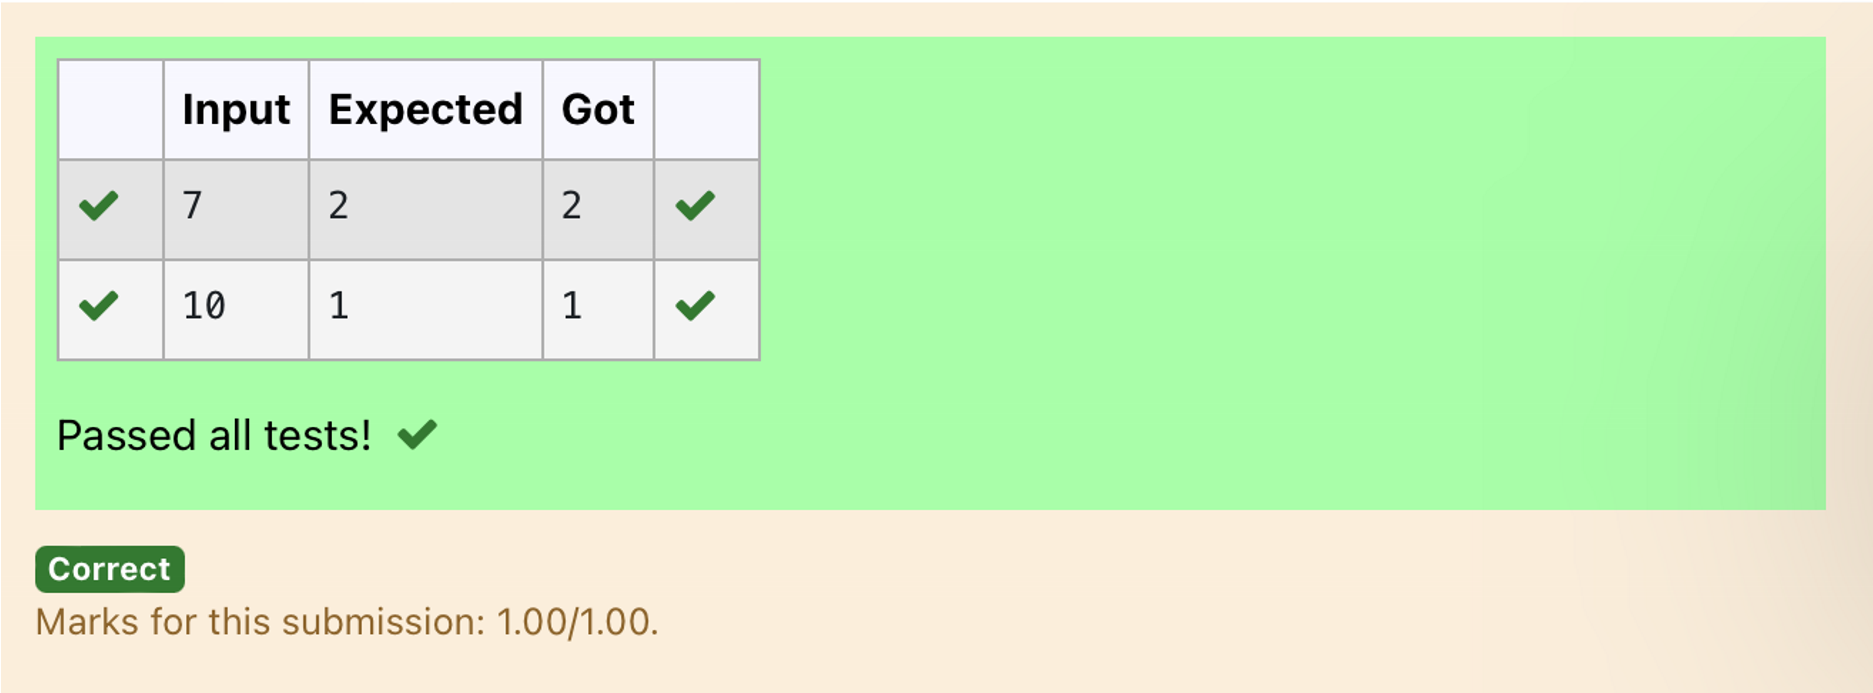 Input Expected Got
7 2 2
10 1 1
Passed all tests!
Correct
Marks for this submission: 1.00/1.00.